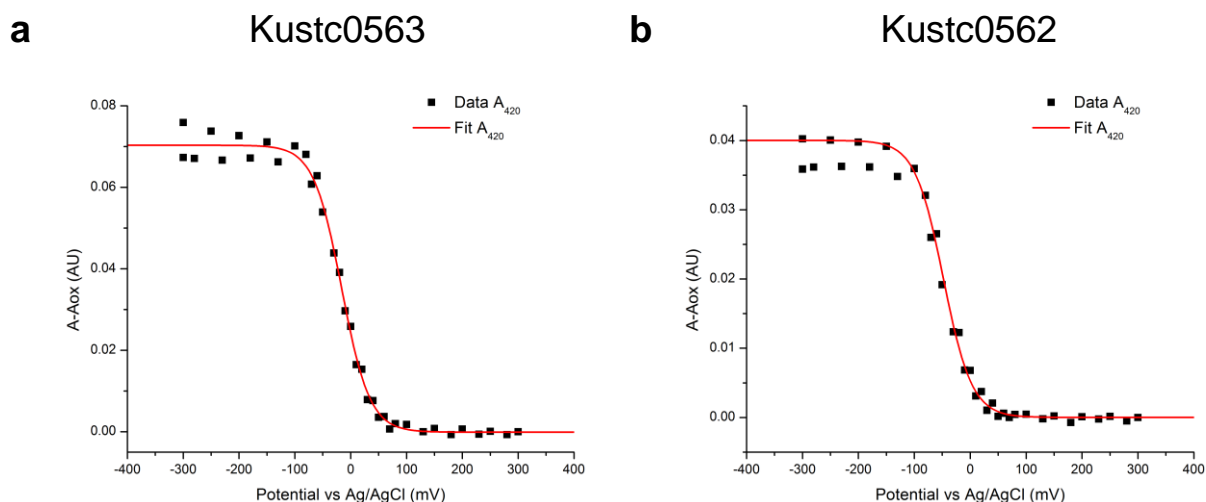 a Kustc0563
Data A420
Fit A420
0.08
0.06
0.04
0.02
0.00
A-Aox (AU)
-400 -300 -200 -100 0 100 200 300 400
Potential vs Ag/AgCl (mV)
b Kustc0562
Data A420
Fit A420
0.04
0.03
0.02
0.01
0.00
A-Aox (AU)
-400 -300 -200 -100 0 100 200 300 400
Potential vs Ag/AgCl (mV)